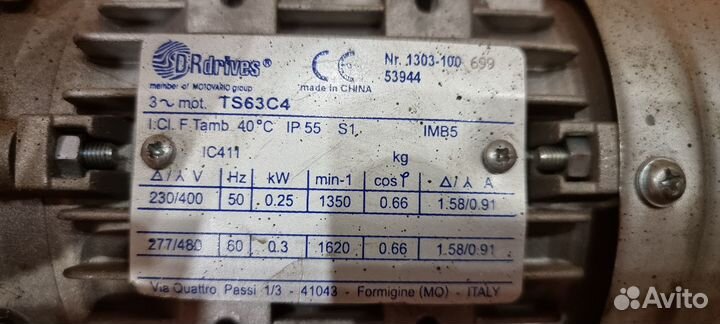 DRdrives®
member of MOTOVARIO group
CE
made in CHINA
Nr. 1303-100 699
53944
3~ mot. TS63C4
I.Cl. F Tamb 40°C IP 55 S1 IMB5
IC411 kg
Δ/⅄ V Hz kW min-1 cosφ Δ/⅄ A
230/400 50 0.25 1350 0.66 1.58/0.91
277/480 60 0.3 1620 0.66 1.58/0.91
Via Quattro Passi 1/3 - 41043 - Formigine (MO) - ITALY
Avito